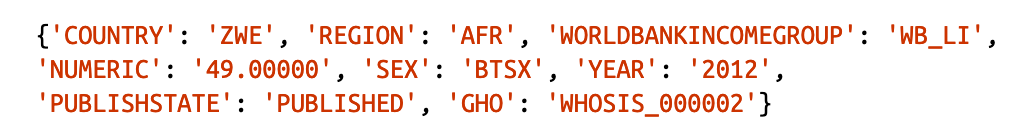 {'COUNTRY': 'ZWE', 'REGION': 'AFR', 'WORLDBANKINCOMEGROUP': 'WB_LI',
'NUMERIC': '49.00000', 'SEX': 'BTSX', 'YEAR': '2012',
'PUBLISHSTATE': 'PUBLISHED', 'GHO': 'WHOSIS_000002'}